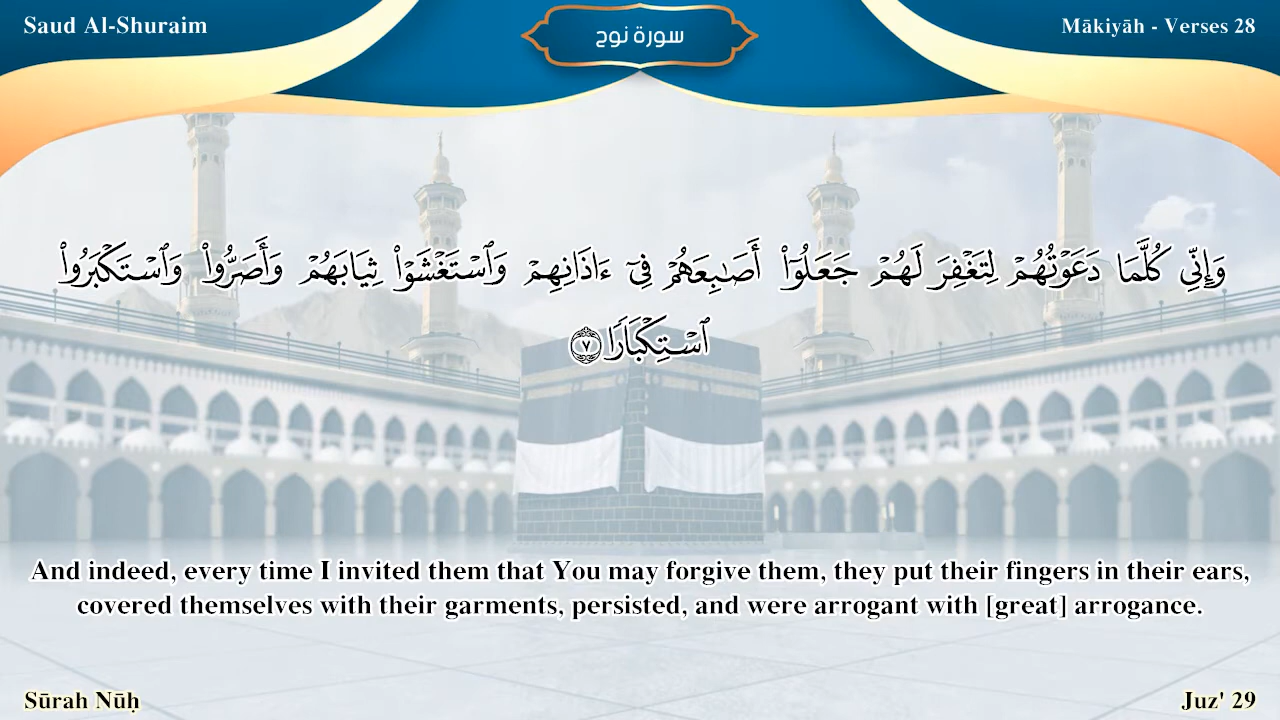 Saud Al-Shuraim
سورة نوح
Mākiyāh - Verses 28
وَإِنِّى كُلَّمَا دَعَوْتُهُمْ لِتَغْفِرَ لَهُمْ جَعَلُوٓا۟ أَصَـٰبِعَهُمْ فِىٓ ءَاذَانِهِمْ وَٱسْتَغْشَوْا۟ ثِيَابَهُمْ وَأَصَرُّوا۟ وَٱسْتَكْبَرُوا۟
ٱسْتِكْبَارًا ٧
And indeed, every time I invited them that You may forgive them, they put their fingers in their ears,
covered themselves with their garments, persisted, and were arrogant with [great] arrogance.
Sūrah Nūḥ
Juz' 29